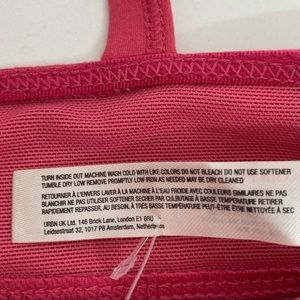 TURN INSIDE OUT MACHINE WASH COLD WITH LIKE COLORS DO NOT BLEACH DO NOT USE SOFTENER
TUMBLE DRY LOW REMOVE PROMPTLY LOW IRON AS NEEDED MAY BE DRY CLEANED
RETOURNER À L'ENVERS LAVER À LA MACHINE À L'EAU FROIDE AVEC COULEURS SIMILAIRES NE PAS
BLANCHIR NE PAS UTILISER SÉCHER PAR CULBUTAGE À BASSE TEMPÉRATURE RETIRER
RAPIDEMENT REPASSER, AU BESOIN, À TRÈS BASSE TEMPÉRATURE PEUT-ÊTRE NETTOYÉ À SEC
URBN UK Ltd. 146 Brick Lane, London E1 6RU
Leidsestraat 32, 1017 PB Amsterdam, Netherlands